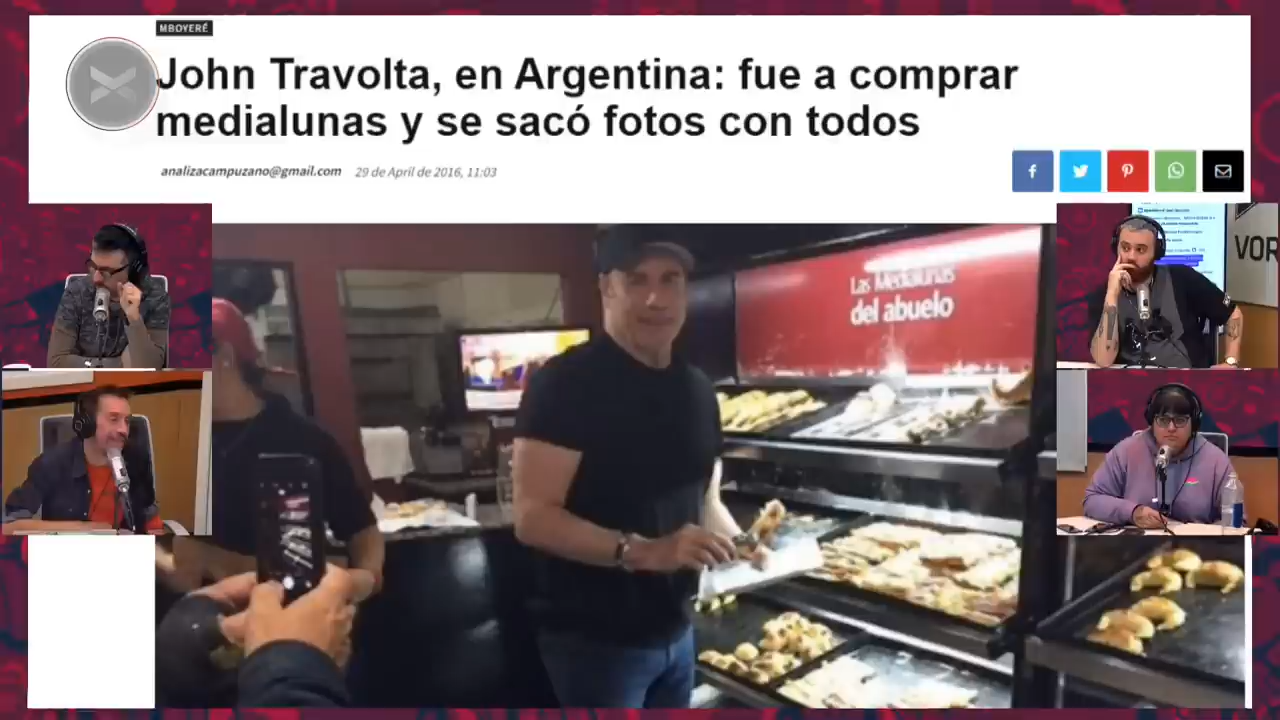 MBOYERÉ
John Travolta, en Argentina: fue a comprar
medialunas y se sacó fotos con todos
analizacampuzano@gmail.com 29 de April de 2016, 11:03
Las Medialunas
del abuelo
VOR